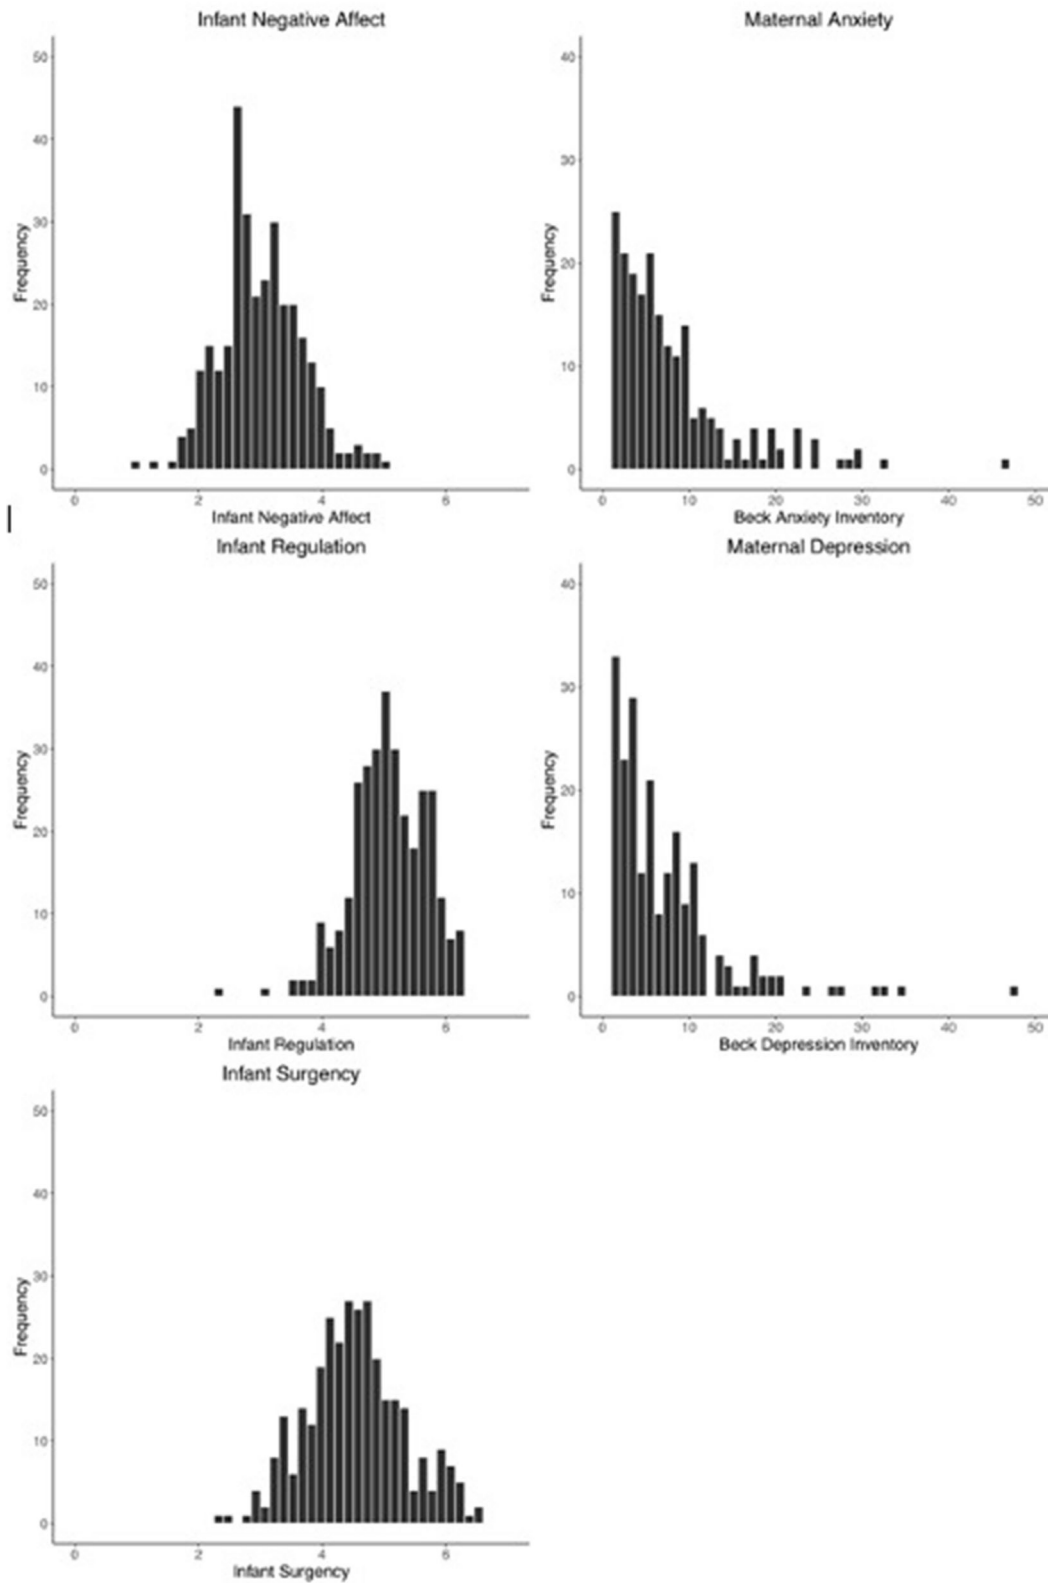 Infant Negative Affect
50
40
30
20
10
0
Frequency
0 2 4 6
Infant Negative Affect
Maternal Anxiety
40
30
20
10
0
Frequency
0 10 20 30 40 50
Beck Anxiety Inventory
Infant Regulation
50
40
30
20
10
0
Frequency
0 2 4 6
Infant Regulation
Maternal Depression
40
30
20
10
0
Frequency
0 10 20 30 40 50
Beck Depression Inventory
Infant Surgency
50
40
30
20
10
0
Frequency
0 2 4 6
Infant Surgency